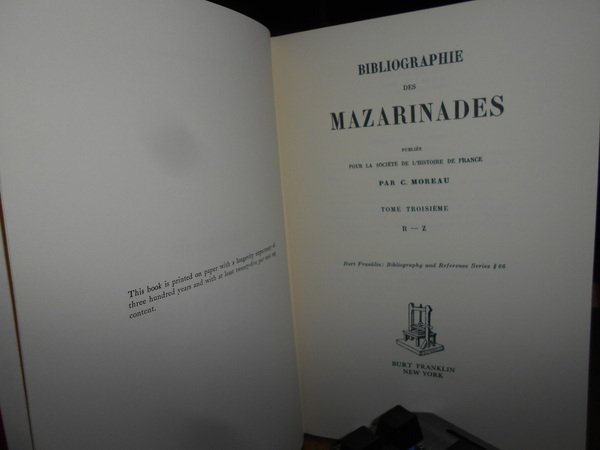 This book is printed on paper with a longevity expectancy of
three hundred years and with at least twenty-five per cent rag
content.
BIBLIOGRAPHIE
DES
MAZARINADES
PUBLIÉE
POUR LA SOCIÉTÉ DE L'HISTOIRE DE FRANCE
PAR C. MOREAU
TOME TROISIÈME
R — Z
Burt Franklin: Bibliography and Reference Series § 66
BURT FRANKLIN
NEW YORK